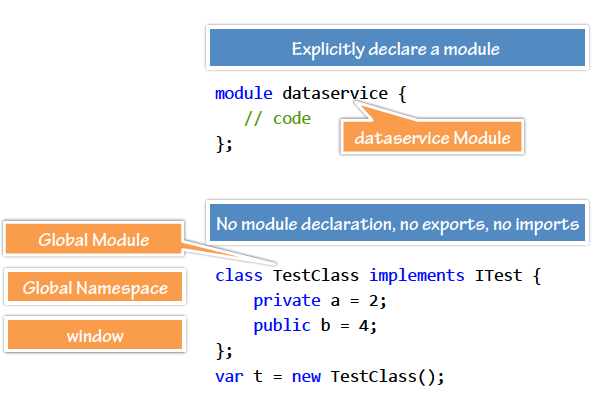 Explicitly declare a module
module dataservice {
// code
};
dataservice Module
No module declaration, no exports, no imports
Global Module
Global Namespace
window
class TestClass implements ITest {
private a = 2;
public b = 4;
};
var t = new TestClass();